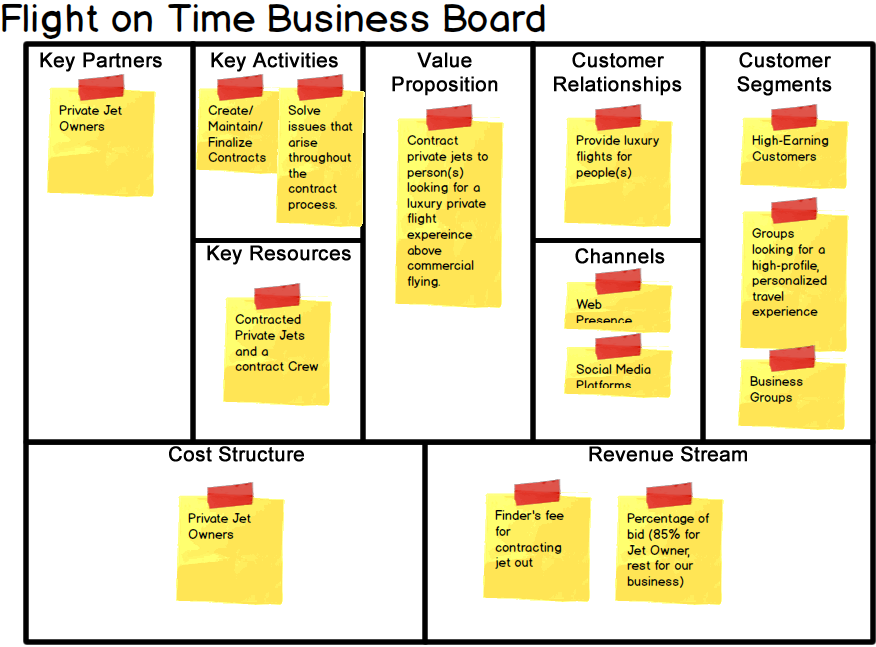 Flight on Time Business Board
Key Partners
Private Jet
Owners
Key Activities
Create/
Maintain/
Finalize
Contracts
Solve
issues that
arise
throughout
the
contract
process.
Key Resources
Contracted
Private Jets
and a
contract Crew
Value
Proposition
Contract
private jets to
person(s)
looking for a
luxury private
flight
expereince
above
commercial
flying.
Customer
Relationships
Provide luxury
flights for
people(s)
Channels
Web
Presence
Social Media
Platforms
Customer
Segments
High-Earning
Customers
Groups
looking for a
high-profile,
personalized
travel
experience
Business
Groups
Cost Structure
Private Jet
Owners
Revenue Stream
Finder's fee
for
contracting
jet out
Percentage of
bid (85% for
Jet Owner,
rest for our
business)